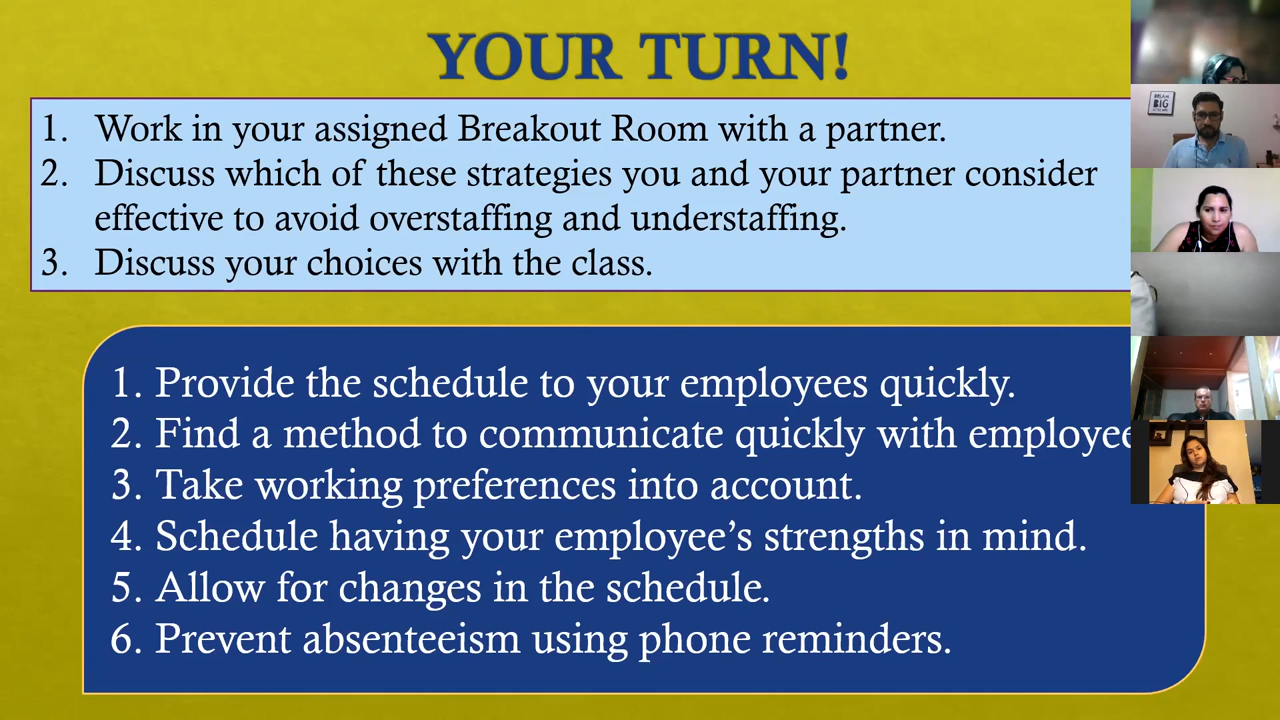 YOUR TURN!
1. Work in your assigned Breakout Room with a partner.
2. Discuss which of these strategies you and your partner consider
effective to avoid overstaffing and understaffing.
3. Discuss your choices with the class.
1. Provide the schedule to your employees quickly.
2. Find a method to communicate quickly with employee
3. Take working preferences into account.
4. Schedule having your employee’s strengths in mind.
5. Allow for changes in the schedule.
6. Prevent absenteeism using phone reminders.
DREAM
BIG